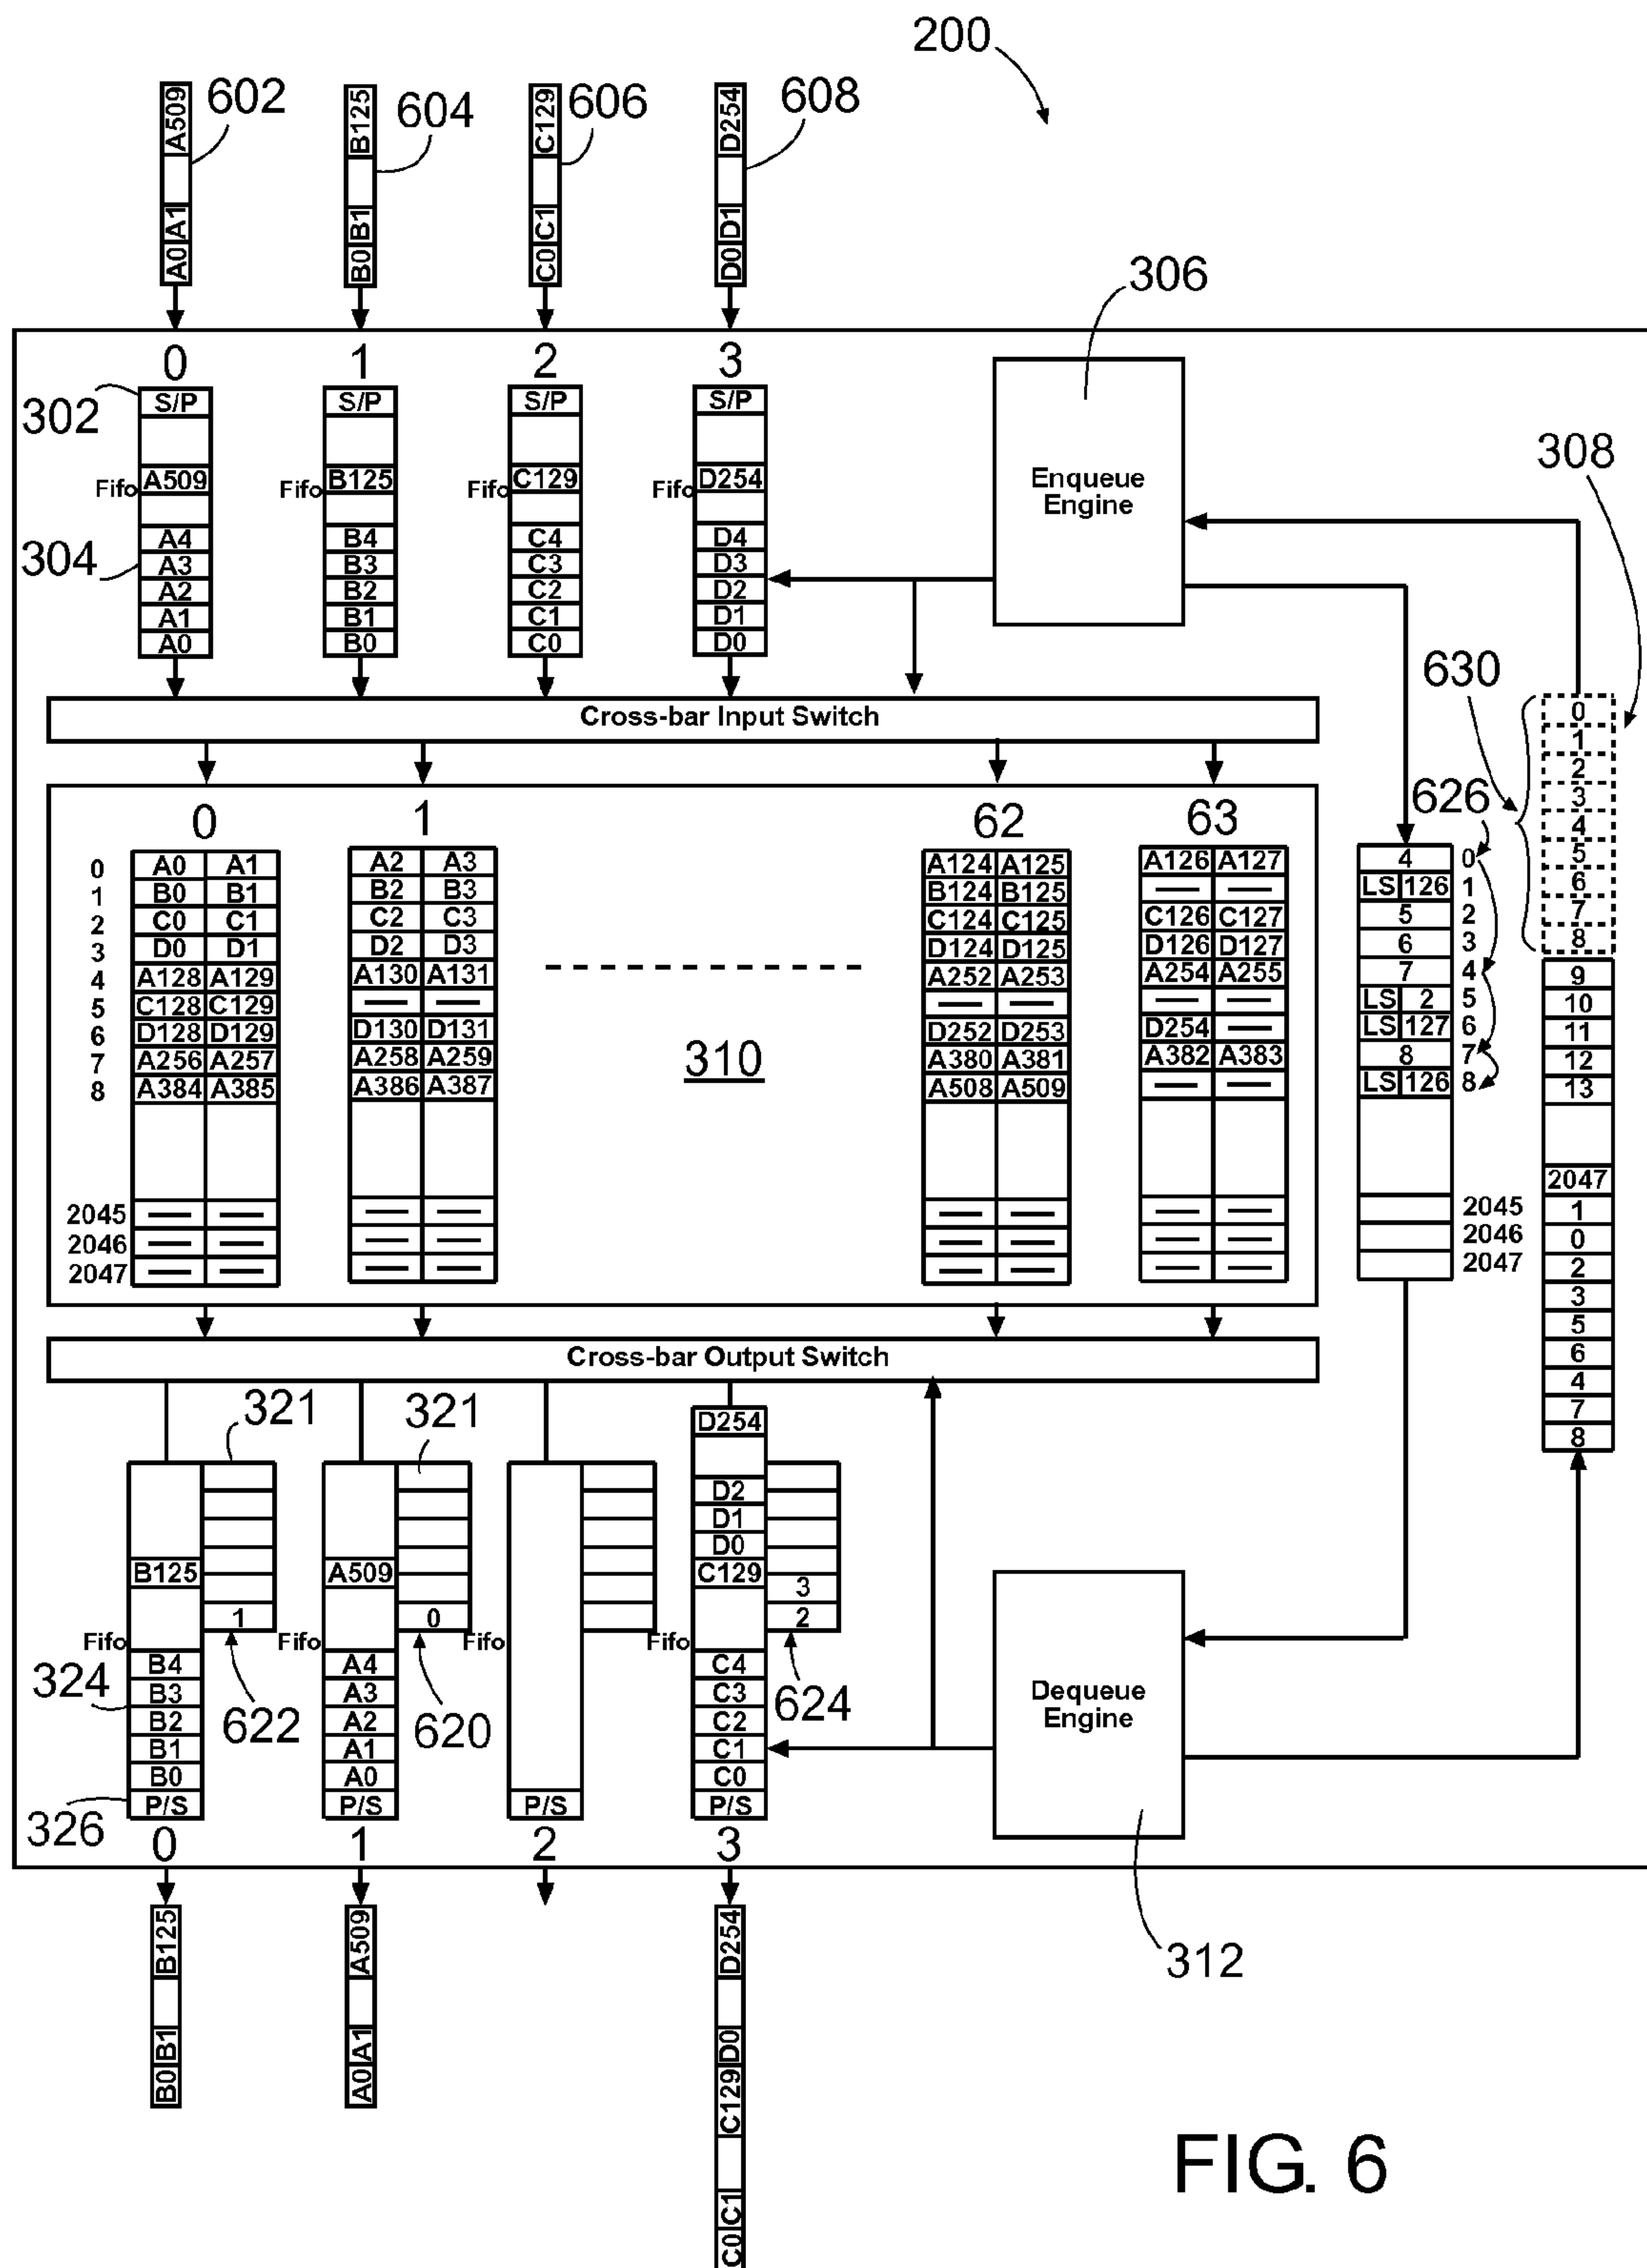 200
A509
A1
A0
602
B125
B1
B0
604
C129
C1
C0
606
D254
D1
D0
608
306
0 1 2 3
302
S/P S/P S/P S/P
Fifo A509 Fifo B125 Fifo C129 Fifo D254
304
A4 B4 C4 D4
A3 B3 C3 D3
A2 B2 C2 D2
A1 B1 C1 D1
A0 B0 C0 D0
Enqueue
Engine
308
630
626
Cross-bar Input Switch
0 1 62 63
0 A0 A1 A2 A3 A124 A125 A126 A127
1 B0 B1 B2 B3 B124 B125 — —
2 C0 C1 C2 C3 C124 C125 C126 C127
3 D0 D1 D2 D3 D124 D125 D126 D127
4 A128 A129 A130 A131 A252 A253 A254 A255
5 C128 C129 — — — — — —
6 D128 D129 D130 D131 D252 D253 D254 —
7 A256 A257 A258 A259 A380 A381 A382 A383
8 A384 A385 A386 A387 A508 A509 — —
310
2045 — — — — — — — —
2046 — — — — — — — —
2047 — — — — — — — —
4 0
LS 126 1
5 2
6 3
7 4
LS 2 5
LS 127 6
8 7
LS 126 8
2045
2046
2047
0
1
2
3
4
5
6
7
8
9
10
11
12
13
2047
1
0
2
3
5
6
4
7
8
Cross-bar Output Switch
321
321
D254
D2
D1
D0
B125 A509 C129
3
1 0 2
Fifo Fifo Fifo Fifo
324
B4 A4 C4
B3 A3 C3
B2 A2 C2
B1 A1 C1
B0 A0 C0
P/S P/S P/S P/S
622
620
624
326
Dequeue
Engine
0 1 2 3
312
B125
B1
B0
A509
A1
A0
D254
D0
C129
C1
C0
FIG. 6